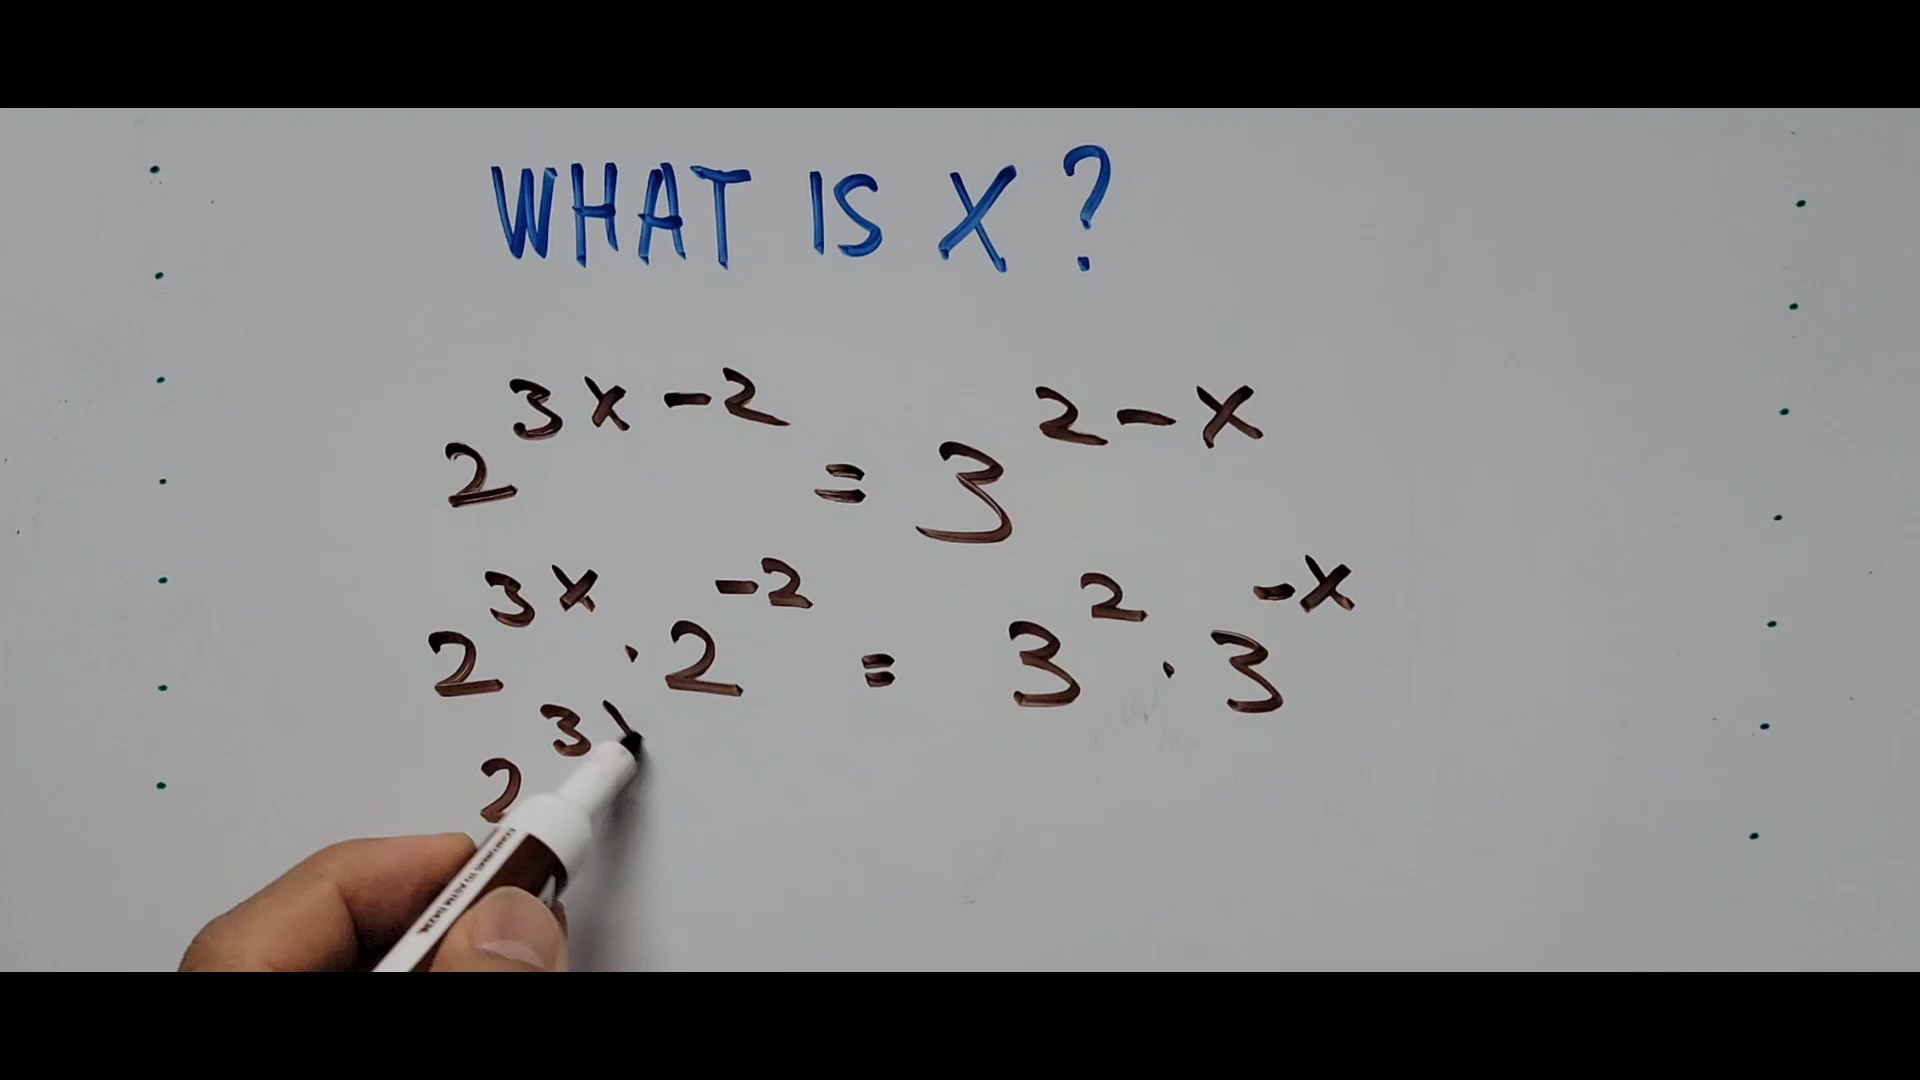 WHAT IS X ?
2^{3x-2} = 3^{2-x}
2^{3x} · 2^{-2} = 3^2 · 3^{-x}
2^3